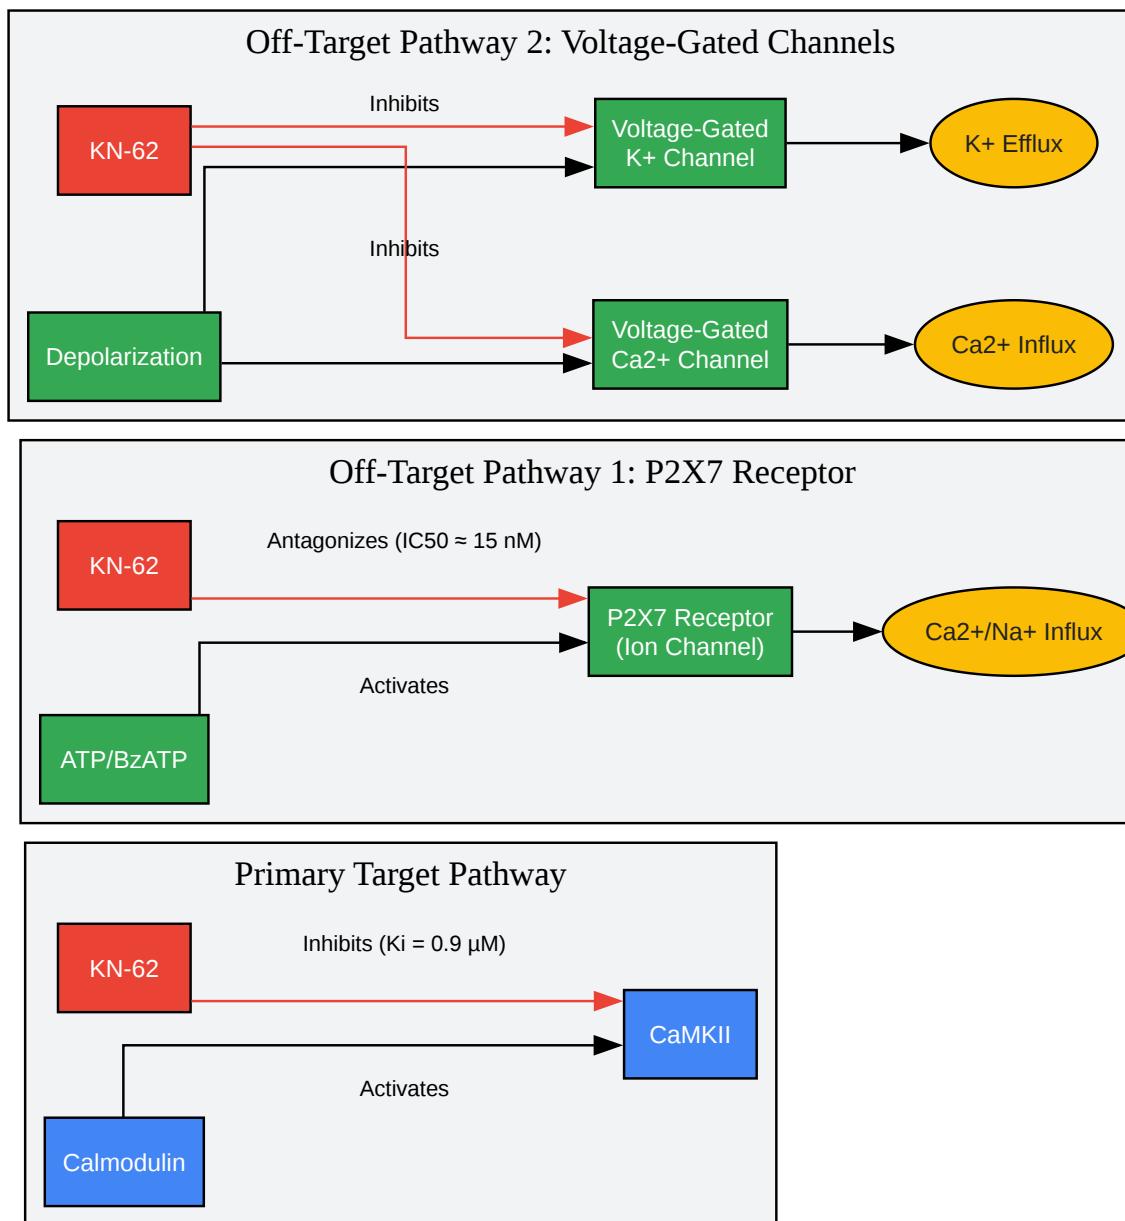 Off-Target Pathway 2: Voltage-Gated Channels
Inhibits
KN-62
Voltage-Gated
K+ Channel
K+ Efflux
Inhibits
Depolarization
Voltage-Gated
Ca2+ Channel
Ca2+ Influx
Off-Target Pathway 1: P2X7 Receptor
KN-62
Antagonizes (IC50 ≈ 15 nM)
P2X7 Receptor
(Ion Channel)
Ca2+/Na+ Influx
Activates
ATP/BzATP
Primary Target Pathway
KN-62
Inhibits (Ki = 0.9 µM)
CaMKII
Activates
Calmodulin